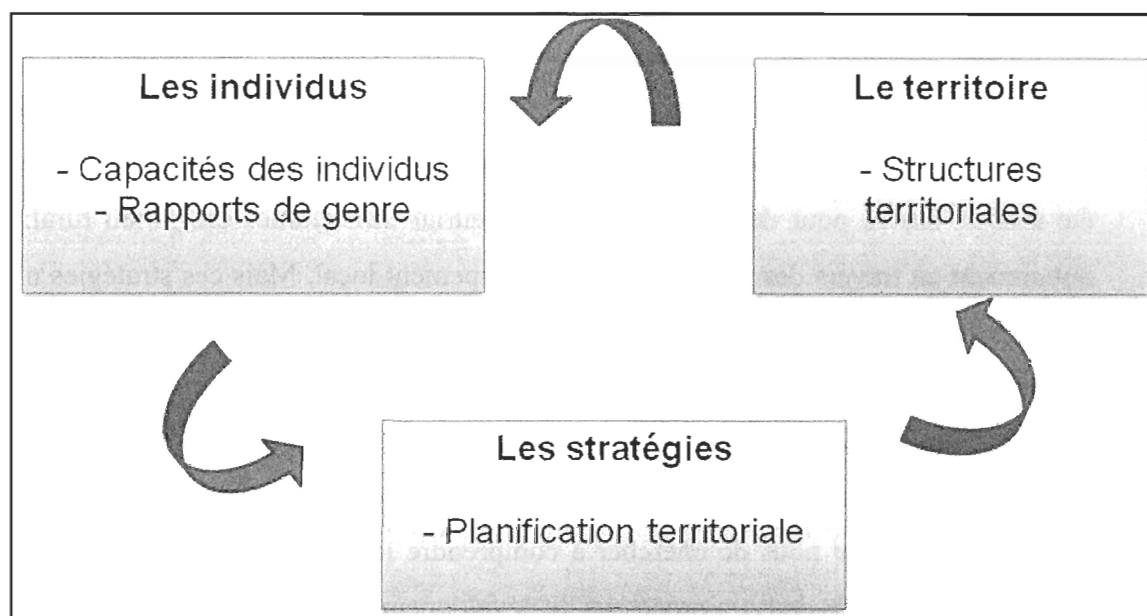 Les individus
- Capacités des individus
- Rapports de genre
Le territoire
- Structures
territoriales
Les stratégies
- Planification territoriale